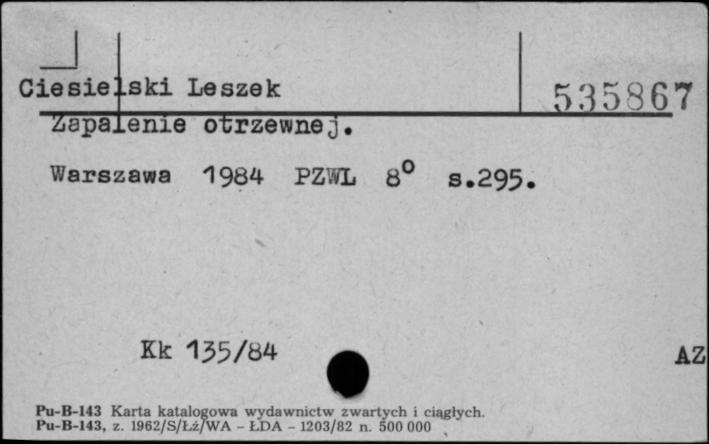 Ciesielski Leszek
535867
Zapalenie otrzewnej.
Warszawa 1984 PZWL 8° s.295.
Kk 135/84
AZ
Pu-B-143 Karta katalogowa wydawnictw zwartych i ciągłych.
Pu-B-143, z. 1962/S/Łż/WA – ŁDA – 1203/82 n. 500 000